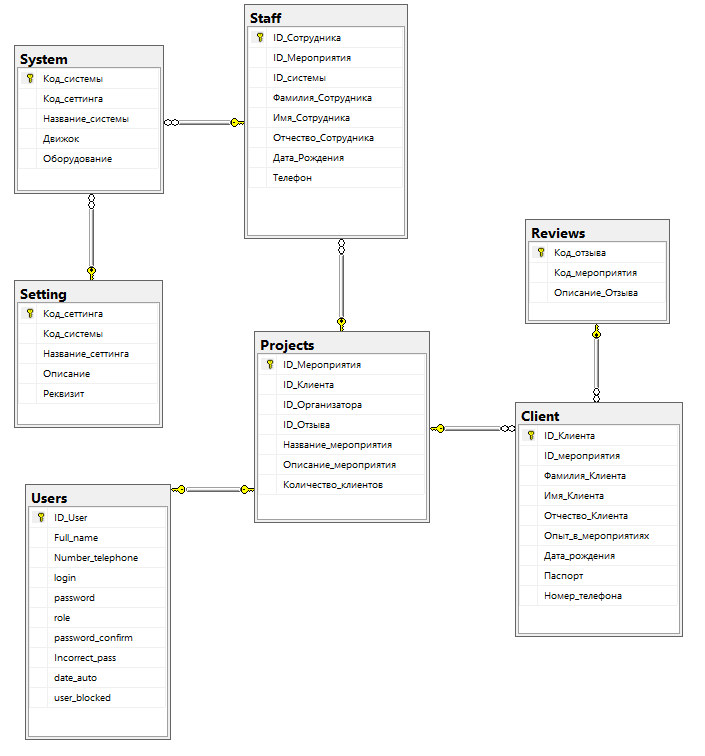 Staff
ID_Сотрудника
ID_Мероприятия
ID_системы
Фамилия_Сотрудника
Имя_Сотрудника
Отчество_Сотрудника
Дата_Рождения
Телефон
System
Код_системы
Код_сеттинга
Название_системы
Движок
Оборудование
Reviews
Код_отзыва
Код_мероприятия
Описание_Отзыва
Setting
Код_сеттинга
Код_системы
Название_сеттинга
Описание
Реквизит
Projects
ID_Мероприятия
ID_Клиента
ID_Организатора
ID_Отзыва
Название_мероприятия
Описание_мероприятия
Количество_клиентов
Client
ID_Клиента
ID_мероприятия
Фамилия_Клиента
Имя_Клиента
Отчество_Клиента
Опыт_в_мероприятиях
Дата_рождения
Паспорт
Номер_телефона
Users
ID_User
Full_name
Number_telephone
login
password
role
password_confirm
Incorrect_pass
date_auto
user_blocked